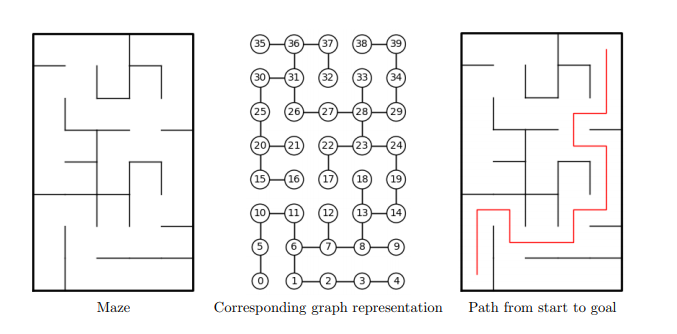 35 36 37 38 39
30 31 32 33 34
25 26 27 28 29
20 21 22 23 24
15 16 17 18 19
10 11 12 13 14
5 6 7 8 9
0 1 2 3 4
Maze
Corresponding graph representation
Path from start to goal